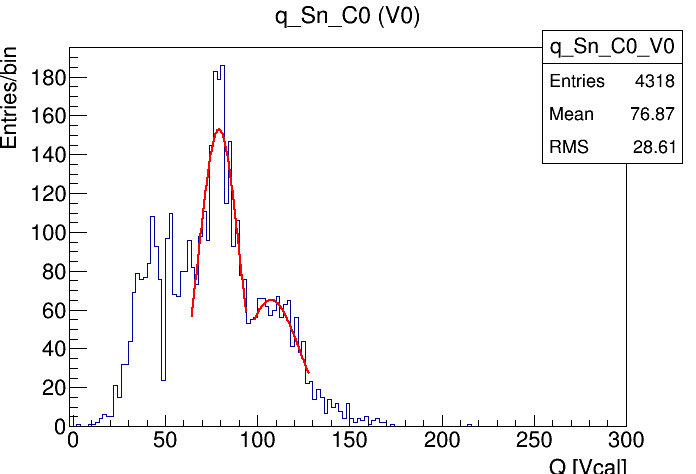 q_Sn_C0 (V0)
q_Sn_C0_V0
Entries 4318
Mean 76.87
RMS 28.61
Entries/bin
180
160
140
120
100
80
60
40
20
0
0 50 100 150 200 250 300
Q [Vcal]